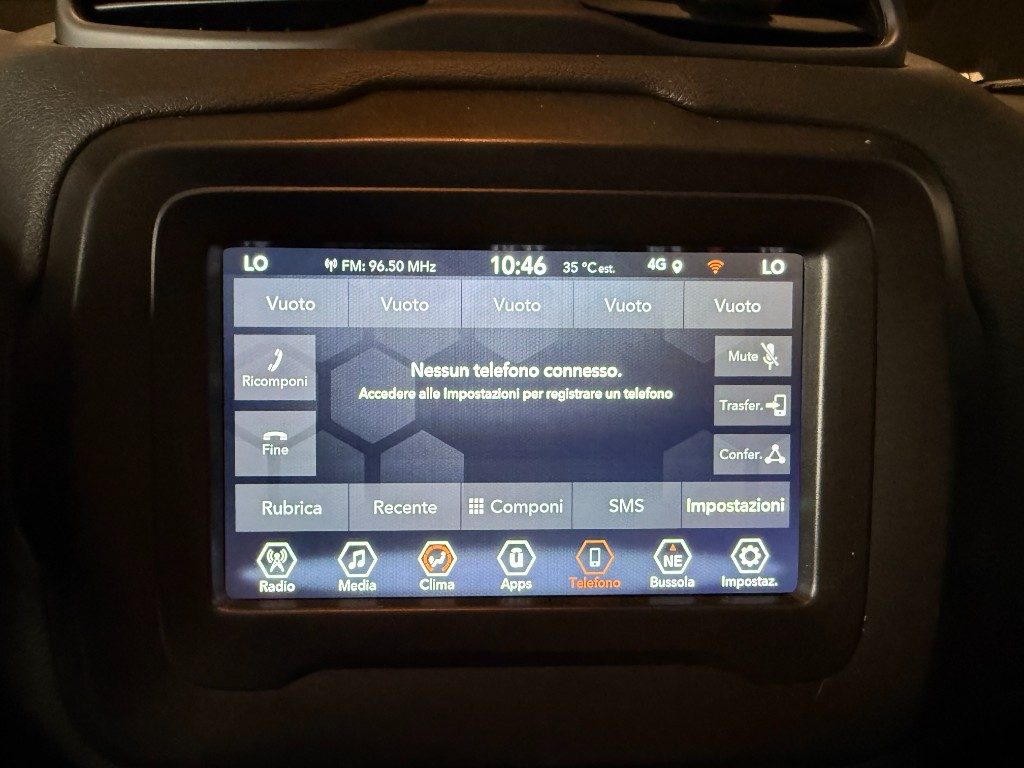 LO FM: 96.50 MHz 10:46 35 °C est. 4G LO
Vuoto Vuoto Vuoto Vuoto Vuoto
Ricomponi
Nessun telefono connesso.
Accedere alle Impostazioni per registrare un telefono
Mute
Trasfer.
Fine
Confer.
Rubrica Recente Componi SMS Impostazioni
NE
Radio Media Clima Apps Telefono Bussola Impostaz.